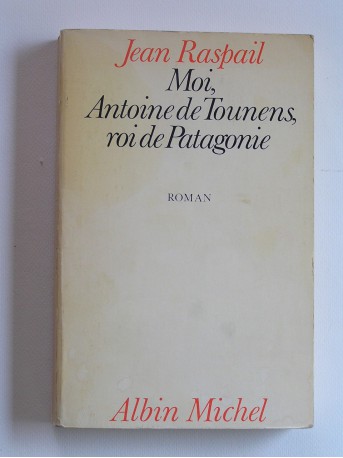 Jean Raspail
Moi,
Antoine de Tounens,
roi de Patagonie
ROMAN
Albin Michel